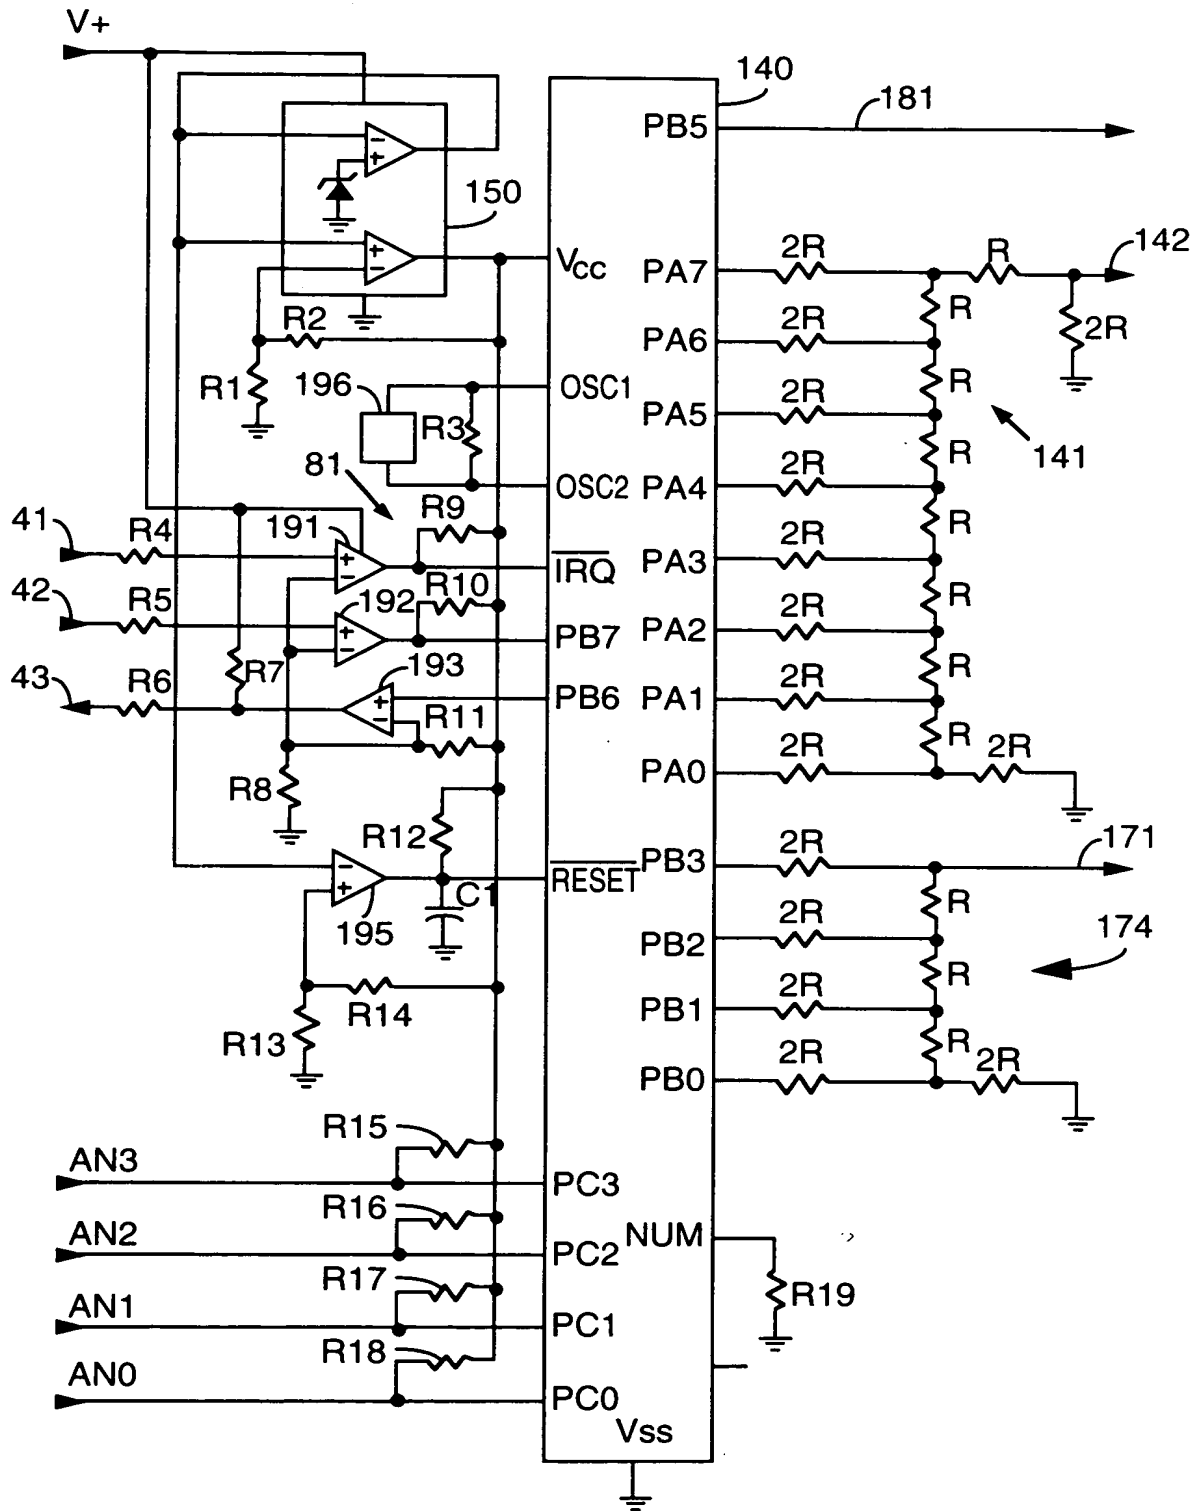 V+
140
PB5
181
150
VCC
PA7
2R
R
142
R
2R
R2
PA6
2R
R1
196
OSC1
R
PA5
2R
R3
141
81
R
OSC2
PA4
2R
R9
41
R4
191
R
IRQ
PA3
2R
R10
42
R5
192
R
PB7
PA2
2R
43
R6
R7
193
R
PB6
PA1
2R
R11
R
R8
PA0
2R
2R
R12
PB3
2R
171
RESET
C1
R
195
PB2
2R
174
R
R14
PB1
2R
R13
R
PB0
2R
2R
R15
AN3
PC3
R16
AN2
PC2
NUM
R17
R19
AN1
PC1
R18
AN0
PC0
Vss